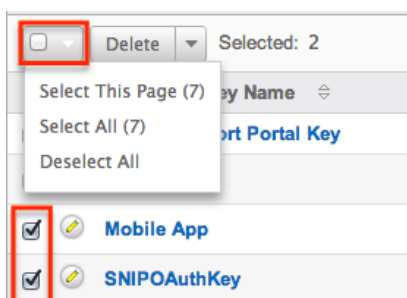 Delete Selected: 2
Select This Page (7)
ey Name
Select All (7)
ort Portal Key
Deselect All
Mobile App
SNIPOAuthKey